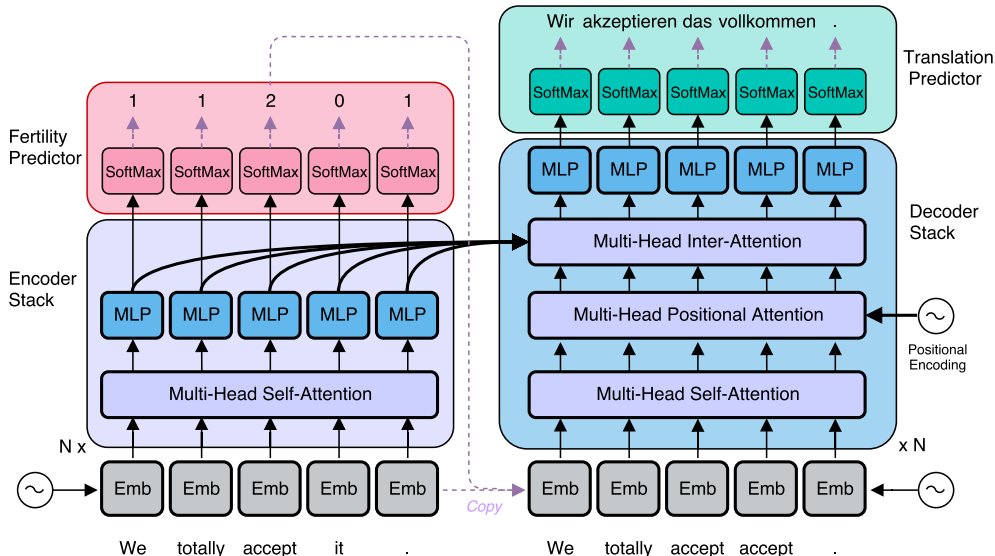 Wir akzeptieren das vollkommen .
Translation
Predictor
SoftMax SoftMax SoftMax SoftMax SoftMax
1 1 2 0 1
Fertility
Predictor
SoftMax SoftMax SoftMax SoftMax SoftMax
MLP MLP MLP MLP MLP
Decoder
Stack
Multi-Head Inter-Attention
Encoder
Stack
MLP MLP MLP MLP MLP
Multi-Head Positional Attention
Positional
Encoding
Multi-Head Self-Attention
Multi-Head Self-Attention
N x
x N
Emb Emb Emb Emb Emb
Copy
Emb Emb Emb Emb Emb
We totally accept it .
We totally accept accept .